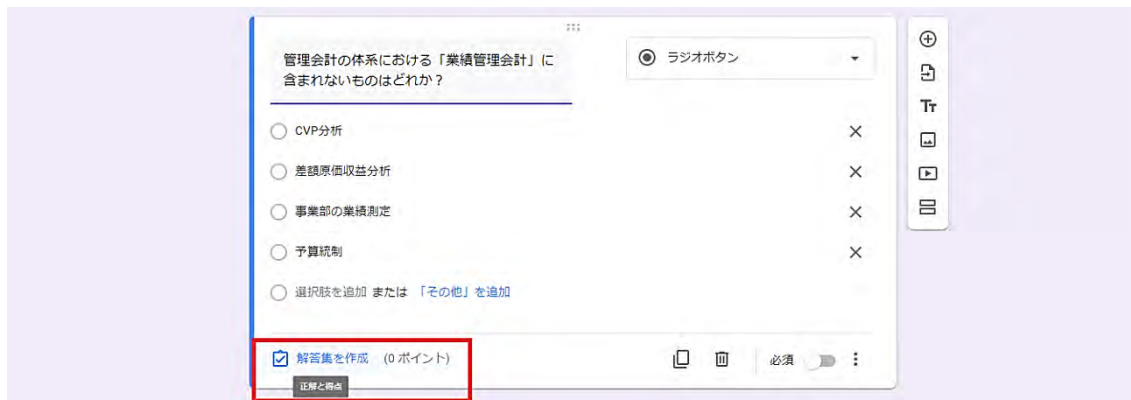 管理会計の体系における「業績管理会計」に
含まれないものはどれか？
ラジオボタン
CVP分析
差額原価収益分析
事業部の業績測定
予算統制
選択肢を追加 または 「その他」を追加
解答集を作成 (0 ポイント)
必須
正解と得点
Tт